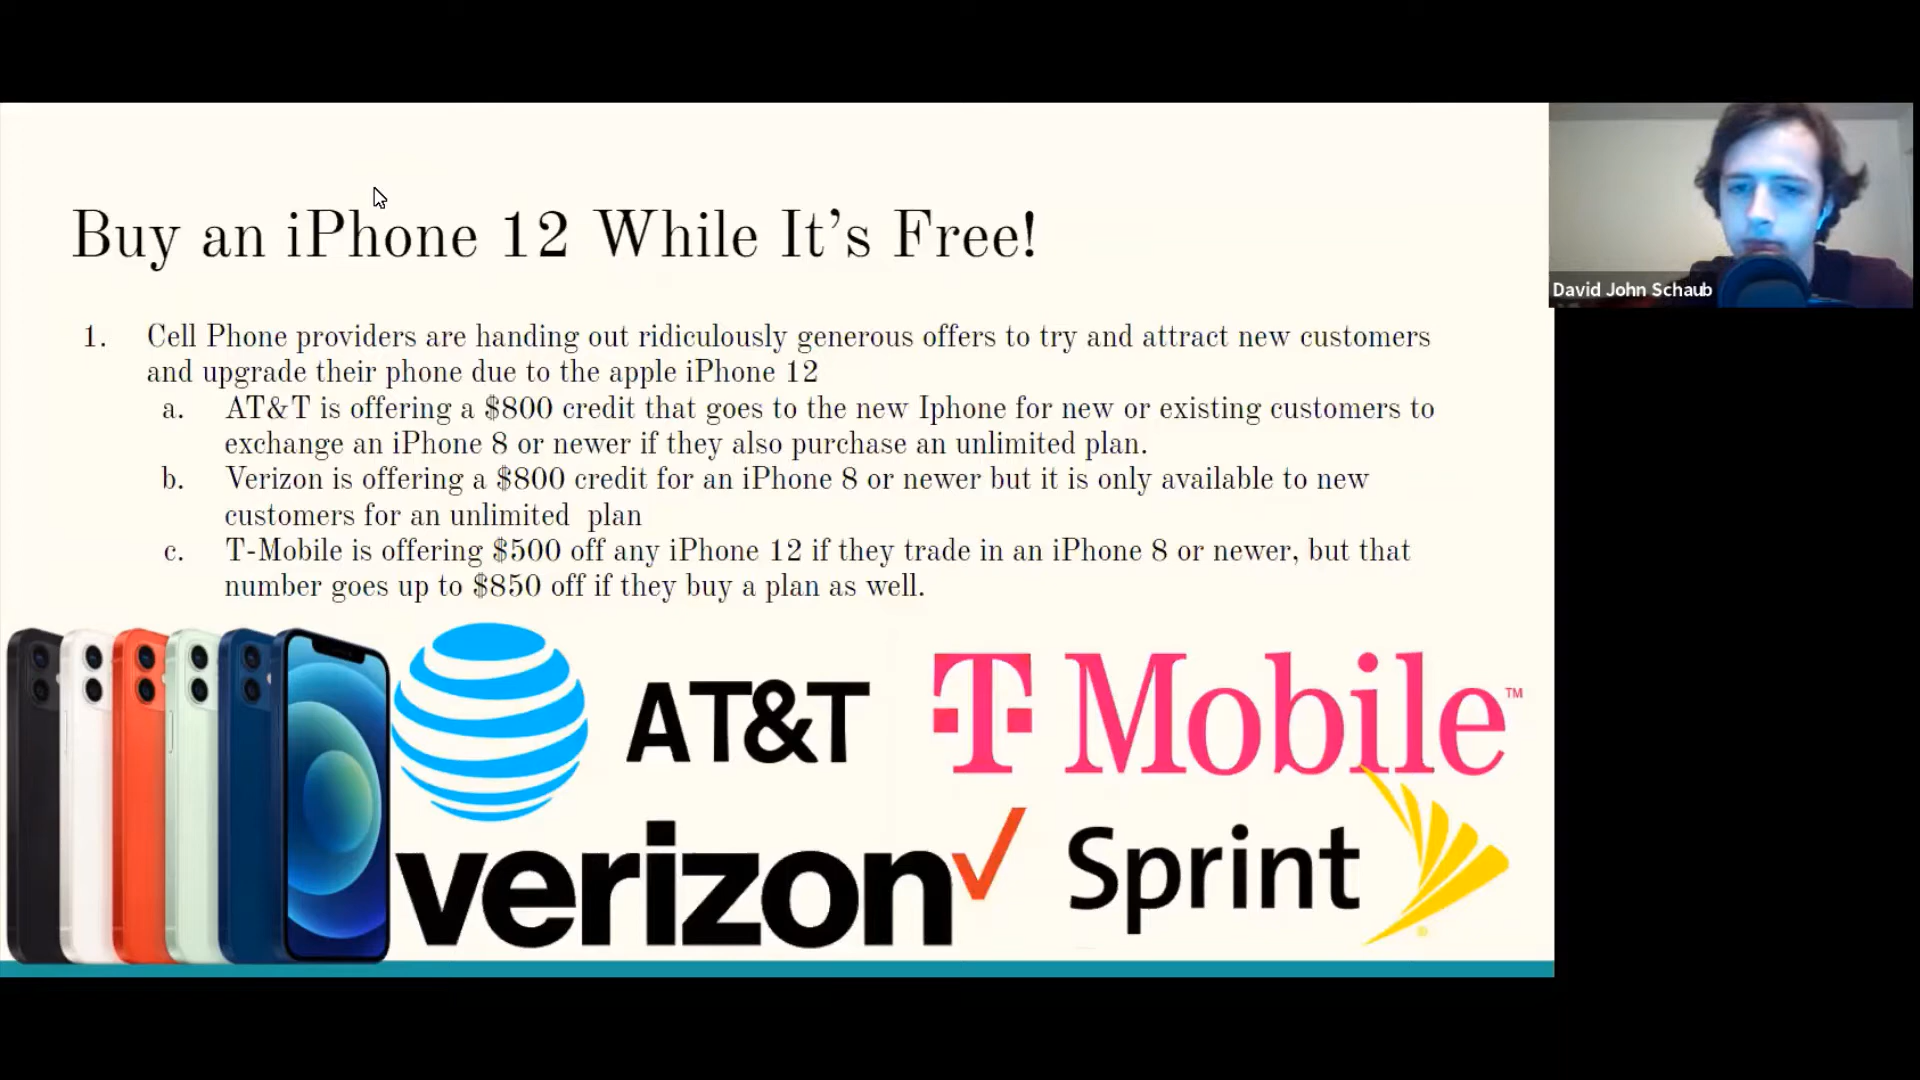 Buy an iPhone 12 While It's Free!
David John Schaub
1. Cell Phone providers are handing out ridiculously generous offers to try and attract new customers
and upgrade their phone due to the apple iPhone 12
a. AT&T is offering a $800 credit that goes to the new Iphone for new or existing customers to
exchange an iPhone 8 or newer if they also purchase an unlimited plan.
b. Verizon is offering a $800 credit for an iPhone 8 or newer but it is only available to new
customers for an unlimited plan
c. T-Mobile is offering $500 off any iPhone 12 if they trade in an iPhone 8 or newer, but that
number goes up to $850 off if they buy a plan as well.
AT&T
T Mobile™
verizon✓
Sprint®